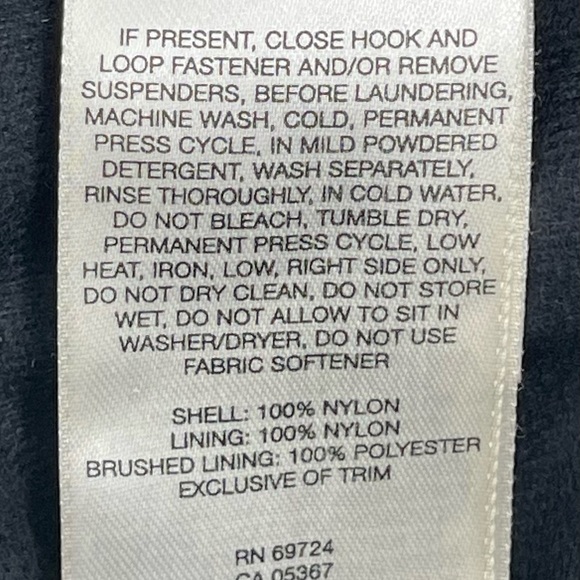 IF PRESENT, CLOSE HOOK AND
LOOP FASTENER AND/OR REMOVE
SUSPENDERS, BEFORE LAUNDERING,
MACHINE WASH, COLD, PERMANENT
PRESS CYCLE, IN MILD POWDERED
DETERGENT, WASH SEPARATELY,
RINSE THOROUGHLY, IN COLD WATER,
DO NOT BLEACH, TUMBLE DRY,
PERMANENT PRESS CYCLE, LOW
HEAT, IRON, LOW, RIGHT SIDE ONLY,
DO NOT DRY CLEAN, DO NOT STORE
WET, DO NOT ALLOW TO SIT IN
WASHER/DRYER, DO NOT USE
FABRIC SOFTENER
SHELL: 100% NYLON
LINING: 100% NYLON
BRUSHED LINING: 100% POLYESTER
EXCLUSIVE OF TRIM
RN 69724
CA 05367